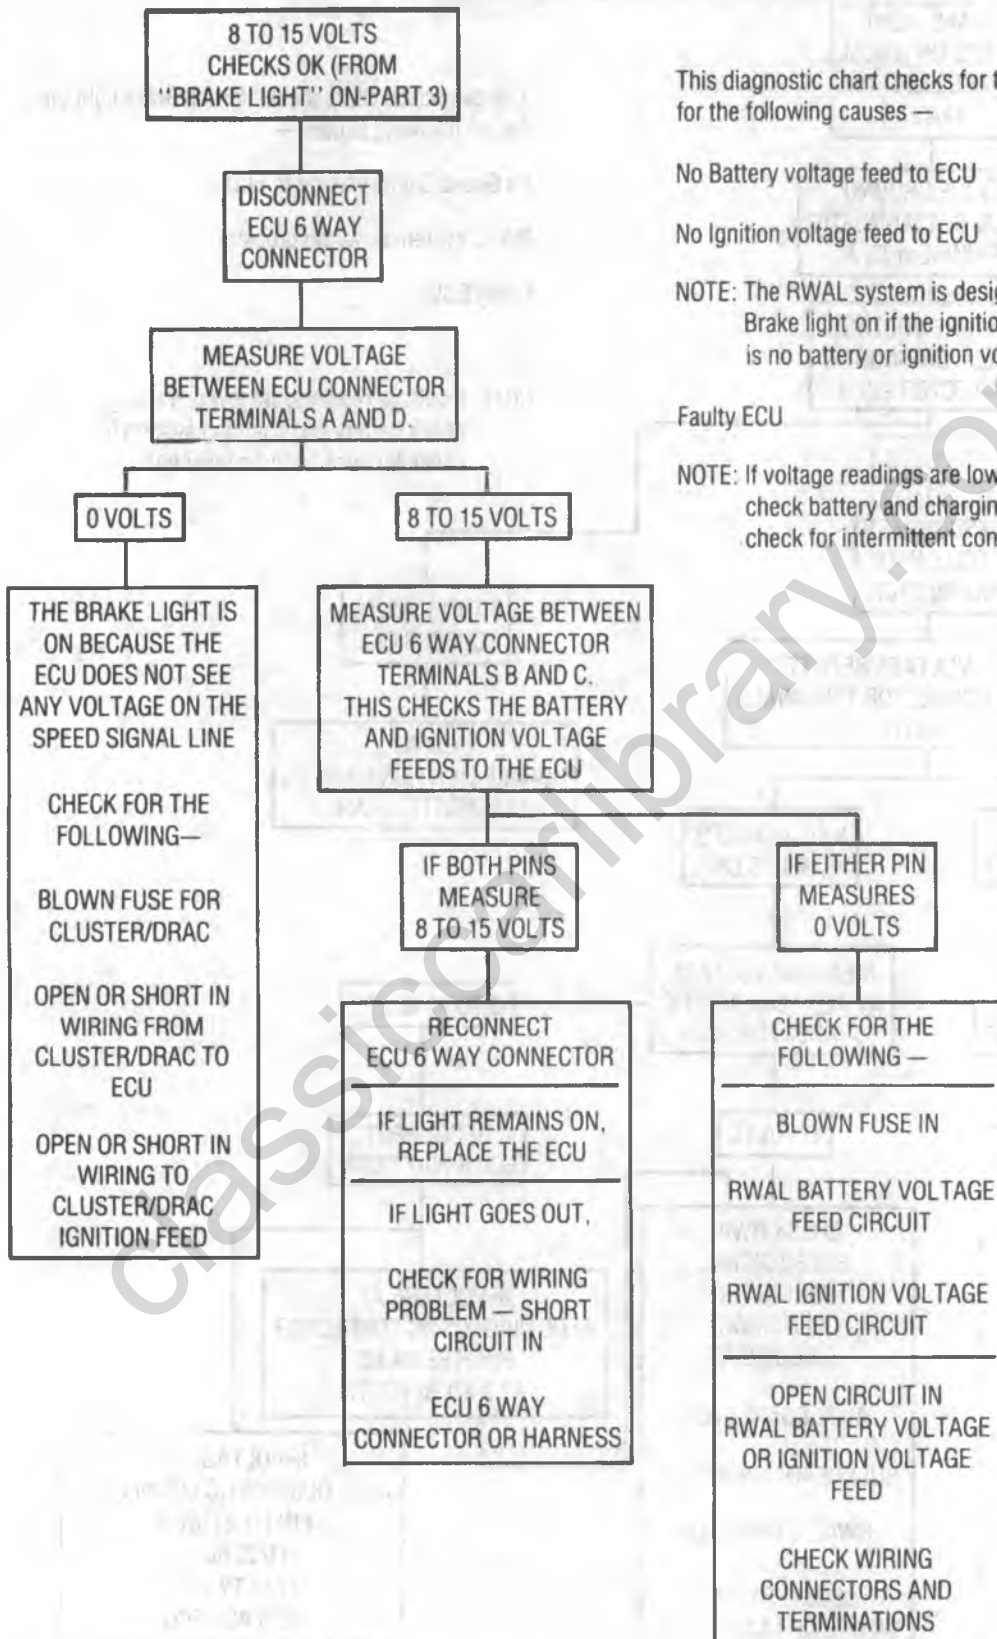 8 TO 15 VOLTS
CHECKS OK (FROM
"BRAKE LIGHT" ON-PART 3)
DISCONNECT
ECU 6 WAY
CONNECTOR
MEASURE VOLTAGE
BETWEEN ECU CONNECTOR
TERMINALS A AND D.
0 VOLTS
8 TO 15 VOLTS
THE BRAKE LIGHT IS
ON BECAUSE THE
ECU DOES NOT SEE
ANY VOLTAGE ON THE
SPEED SIGNAL LINE
CHECK FOR THE
FOLLOWING—
BLOWN FUSE FOR
CLUSTER/DRAC
OPEN OR SHORT IN
WIRING FROM
CLUSTER/DRAC TO
ECU
OPEN OR SHORT IN
WIRING TO
CLUSTER/DRAC
IGNITION FEED
MEASURE VOLTAGE BETWEEN
ECU 6 WAY CONNECTOR
TERMINALS B AND C.
THIS CHECKS THE BATTERY
AND IGNITION VOLTAGE
FEEDS TO THE ECU
IF BOTH PINS
MEASURE
8 TO 15 VOLTS
IF EITHER PIN
MEASURES
0 VOLTS
RECONNECT
ECU 6 WAY CONNECTOR
IF LIGHT REMAINS ON,
REPLACE THE ECU
IF LIGHT GOES OUT,
CHECK FOR WIRING
PROBLEM — SHORT
CIRCUIT IN
ECU 6 WAY
CONNECTOR OR HARNESS
CHECK FOR THE
FOLLOWING —
BLOWN FUSE IN
RWAL BATTERY VOLTAGE
FEED CIRCUIT
RWAL IGNITION VOLTAGE
FEED CIRCUIT
OPEN CIRCUIT IN
RWAL BATTERY VOLTAGE
OR IGNITION VOLTAGE
FEED
CHECK WIRING
CONNECTORS AND
TERMINATIONS
This diagnostic chart checks for
for the following causes —
No Battery voltage feed to ECU
No Ignition voltage feed to ECU
NOTE: The RWAL system is
Brake light on if the
is no battery or ignition
Faulty ECU
NOTE: If voltage readings are low
check battery and
check for intermittent
classiccarlibrary.co